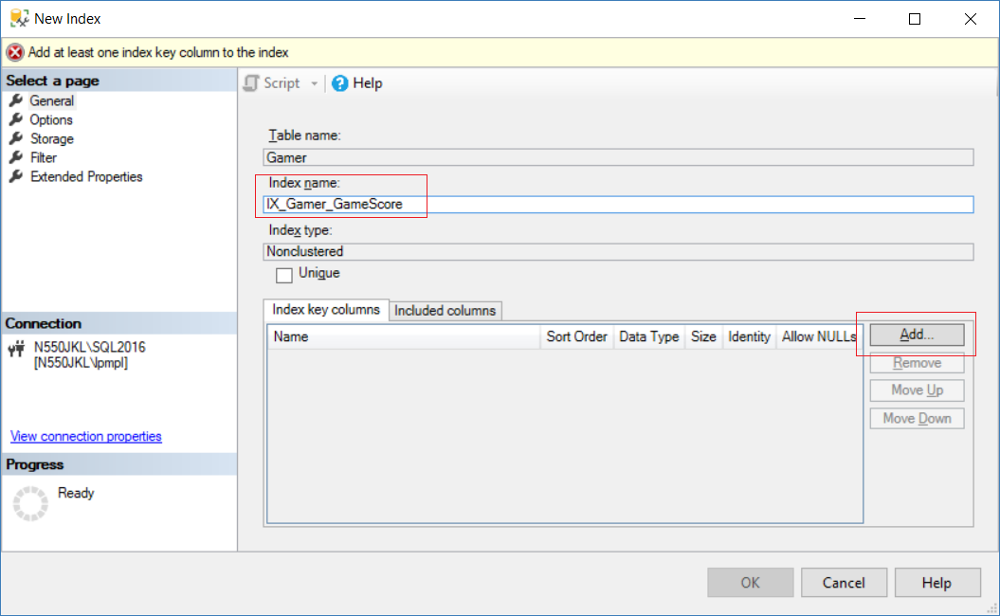 New Index
Add at least one index key column to the index
Select a page
General
Options
Storage
Filter
Extended Properties
Connection
N550JKL\SQL2016
[N550JKL\lpmpl]
View connection properties
Progress
Ready
Script
Help
Table name:
Gamer
Index name:
IX_Gamer_GameScore
Index type:
Nonclustered
Unique
Index key columns
Included columns
Name
Sort Order
Data Type
Size
Identity
Allow NULLs
Add...
Remove
Move Up
Move Down
OK
Cancel
Help